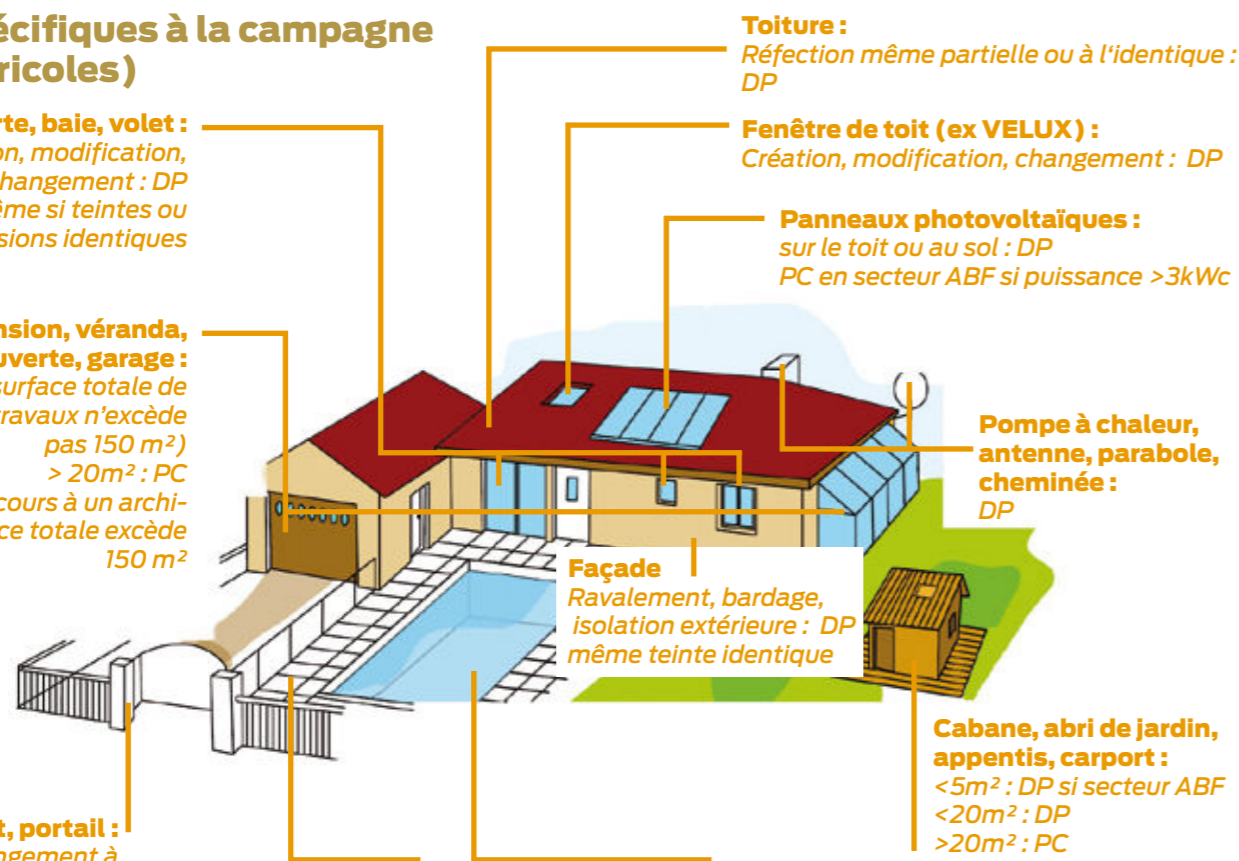 écifiques à la campagne
ricoles)
rte, baie, volet :
on, modification,
hangement : DP
ême si teintes ou
sions identiques
nsion, véranda,
uverte, garage :
surface totale de
travaux n'excède
pas 150 m²)
> 20m² : PC
cours à un archi-
ce totale excède
150 m²
t, portail :
ngement à
Toiture :
Réfection même partielle ou à l'identique :
DP
Fenêtre de toit (ex VELUX) :
Création, modification, changement : DP
Panneaux photovoltaïques :
sur le toit ou au sol : DP
PC en secteur ABF si puissance >3kWc
Pompe à chaleur,
antenne, parabole,
cheminée :
DP
Façade
Ravalement, bardage,
isolation extérieure : DP
même teinte identique
Cabane, abri de jardin,
appentis, carport :
<5m² : DP si secteur ABF
<20m² : DP
>20m² : PC